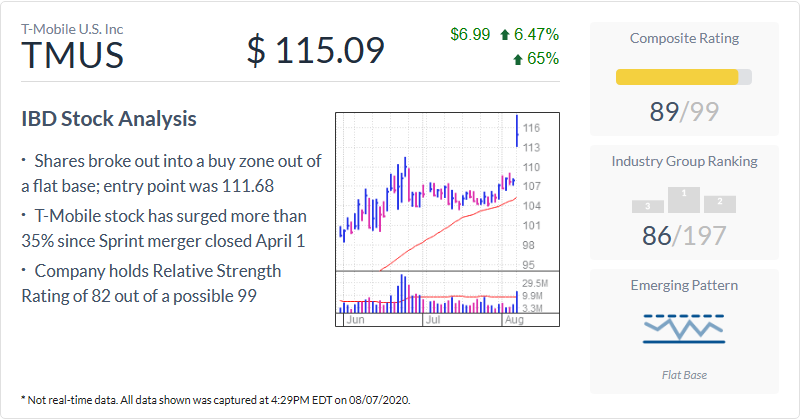 T-Mobile U.S. Inc
TMUS
$ 115.09
$6.99 6.47%
65%
IBD Stock Analysis
· Shares broke out into a buy zone out of
a flat base; entry point was 111.68
· T-Mobile stock has surged more than
35% since Sprint merger closed April 1
· Company holds Relative Strength
Rating of 82 out of a possible 99
116
113
110
107
104
101
98
95
29.5M
9.9M
3.3M
Jun Jul Aug
Composite Rating
89/99
Industry Group Ranking
3 1 2
86/197
Emerging Pattern
Flat Base
* Not real-time data. All data shown was captured at 4:29PM EDT on 08/07/2020.